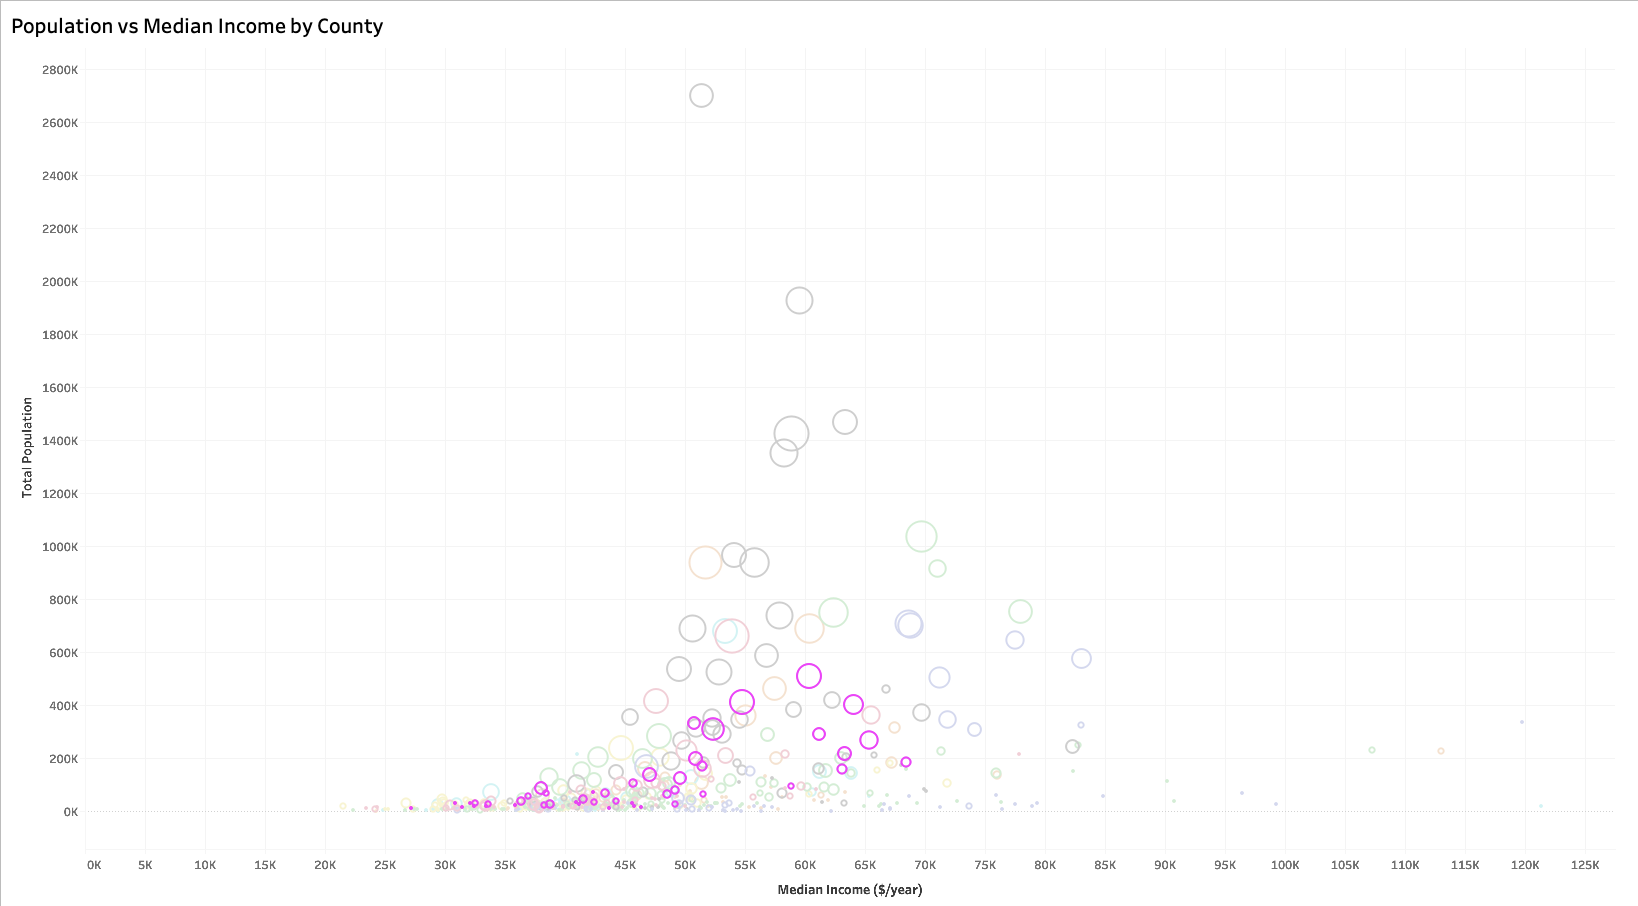 Population vs Median Income by County
2800K
2600K
2400K
2200K
2000K
1800K
1600K
1400K
1200K
1000K
800K
600K
400K
200K
0K
Total Population
0K 5K 10K 15K 20K 25K 30K 35K 40K 45K 50K 55K 60K 65K 70K 75K 80K 85K 90K 95K 100K 105K 110K 115K 120K 125K
Median Income ($/year)